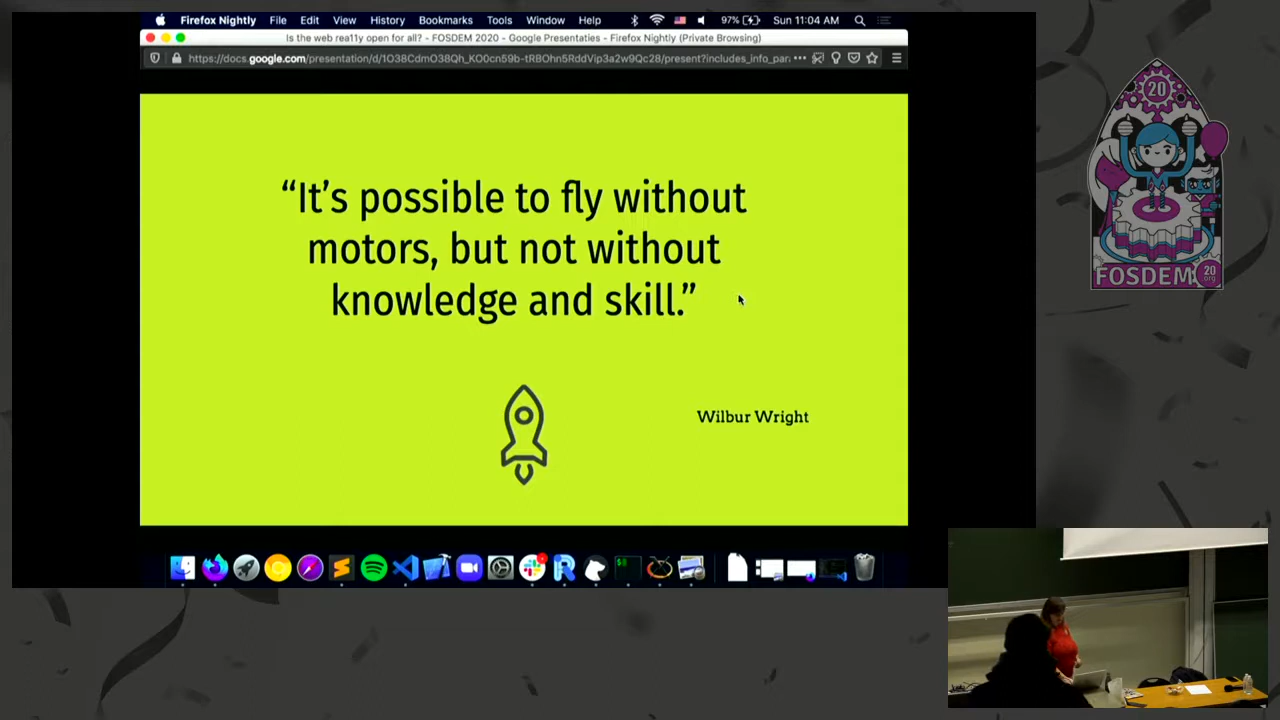 Firefox Nightly File Edit View History Bookmarks Tools Window Help 97% Sun 11:04 AM
Is the web rea11y open for all? - FOSDEM 2020 - Google Presentaties - Firefox Nightly (Private Browsing)
20
“It’s possible to fly without
motors, but not without
knowledge and skill.”
Wilbur Wright
FOSDEM
20
.org